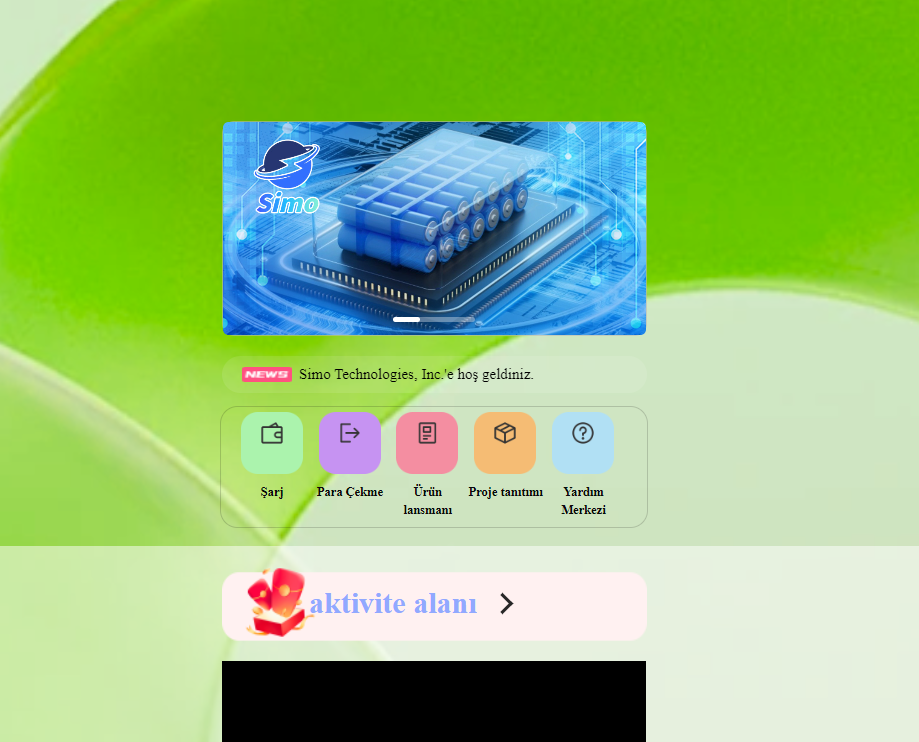 Simo
NEWS Simo Technologies, Inc.'e hoş geldiniz.
Şarj
Para Çekme
Ürün
lansmanı
Proje tanıtımı
Yardım
Merkezi
aktivite alanı